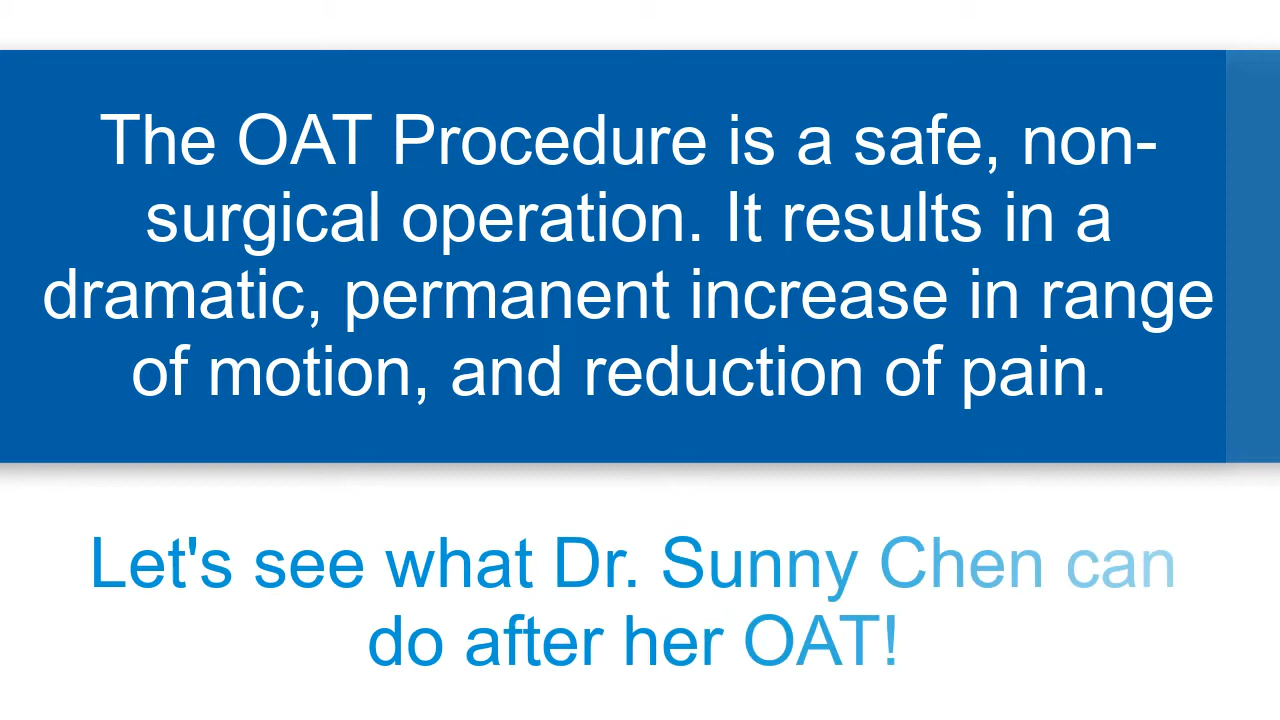 The OAT Procedure is a safe, non-
surgical operation. It results in a
dramatic, permanent increase in range
of motion, and reduction of pain.
Let's see what Dr. Sunny Chen can
do after her OAT!